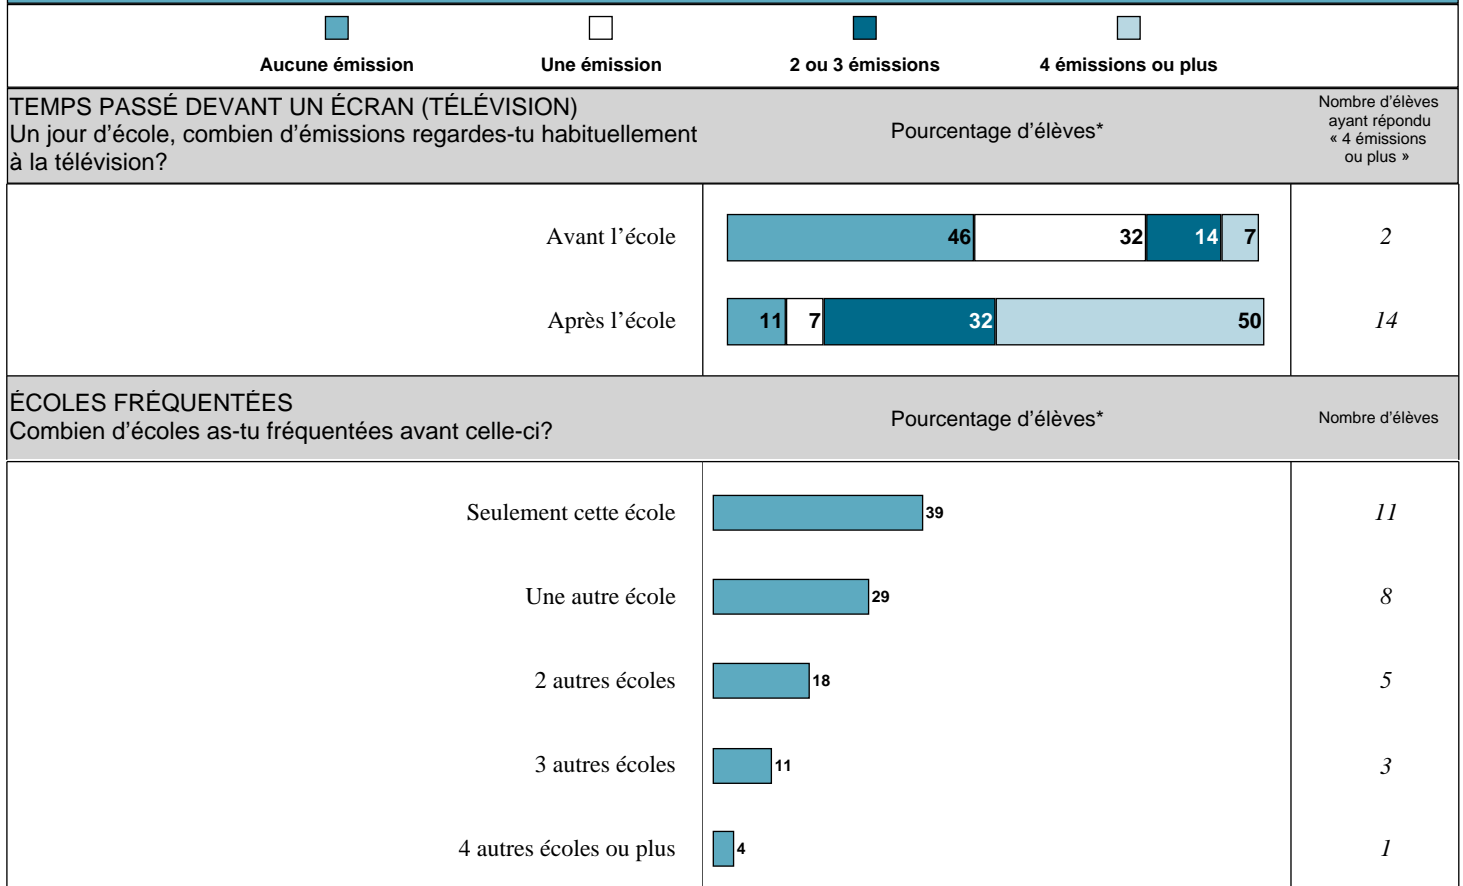 Aucune émission Une émission 2 ou 3 émissions 4 émissions ou plus
TEMPS PASSÉ DEVANT UN ÉCRAN (TÉLÉVISION)
Un jour d'école, combien d'émissions regardes-tu habituellement
à la télévision?
Pourcentage d'élèves*
Nombre d'élèves
ayant répondu
« 4 émissions
ou plus »
Avant l'école 46 32 14 7 2
Après l'école 11 7 32 50 14
ÉCOLES FRÉQUENTÉES
Combien d'écoles as-tu fréquentées avant celle-ci?
Pourcentage d'élèves*
Nombre d'élèves
Seulement cette école 39 11
Une autre école 29 8
2 autres écoles 18 5
3 autres écoles 11 3
4 autres écoles ou plus 4 1